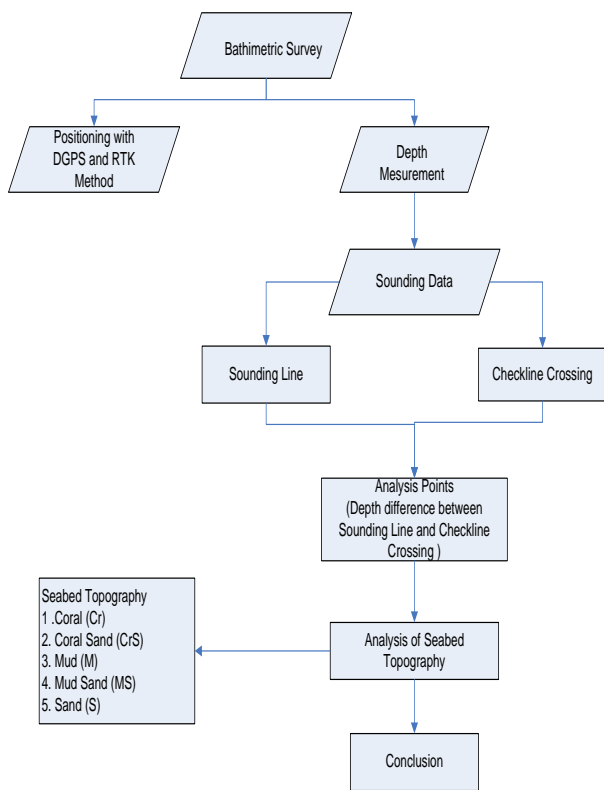 Bathimetric Survey
Positioning with
DGPS and RTK
Method
Depth
Mesurement
Sounding Data
Sounding Line
Checkline Crossing
Analysis Points
(Depth difference between
Sounding Line and Checkline
Crossing )
Seabed Topography
1 .Coral (Cr)
2. Coral Sand (CrS)
3. Mud (M)
4. Mud Sand (MS)
5. Sand (S)
Analysis of Seabed
Topography
Conclusion